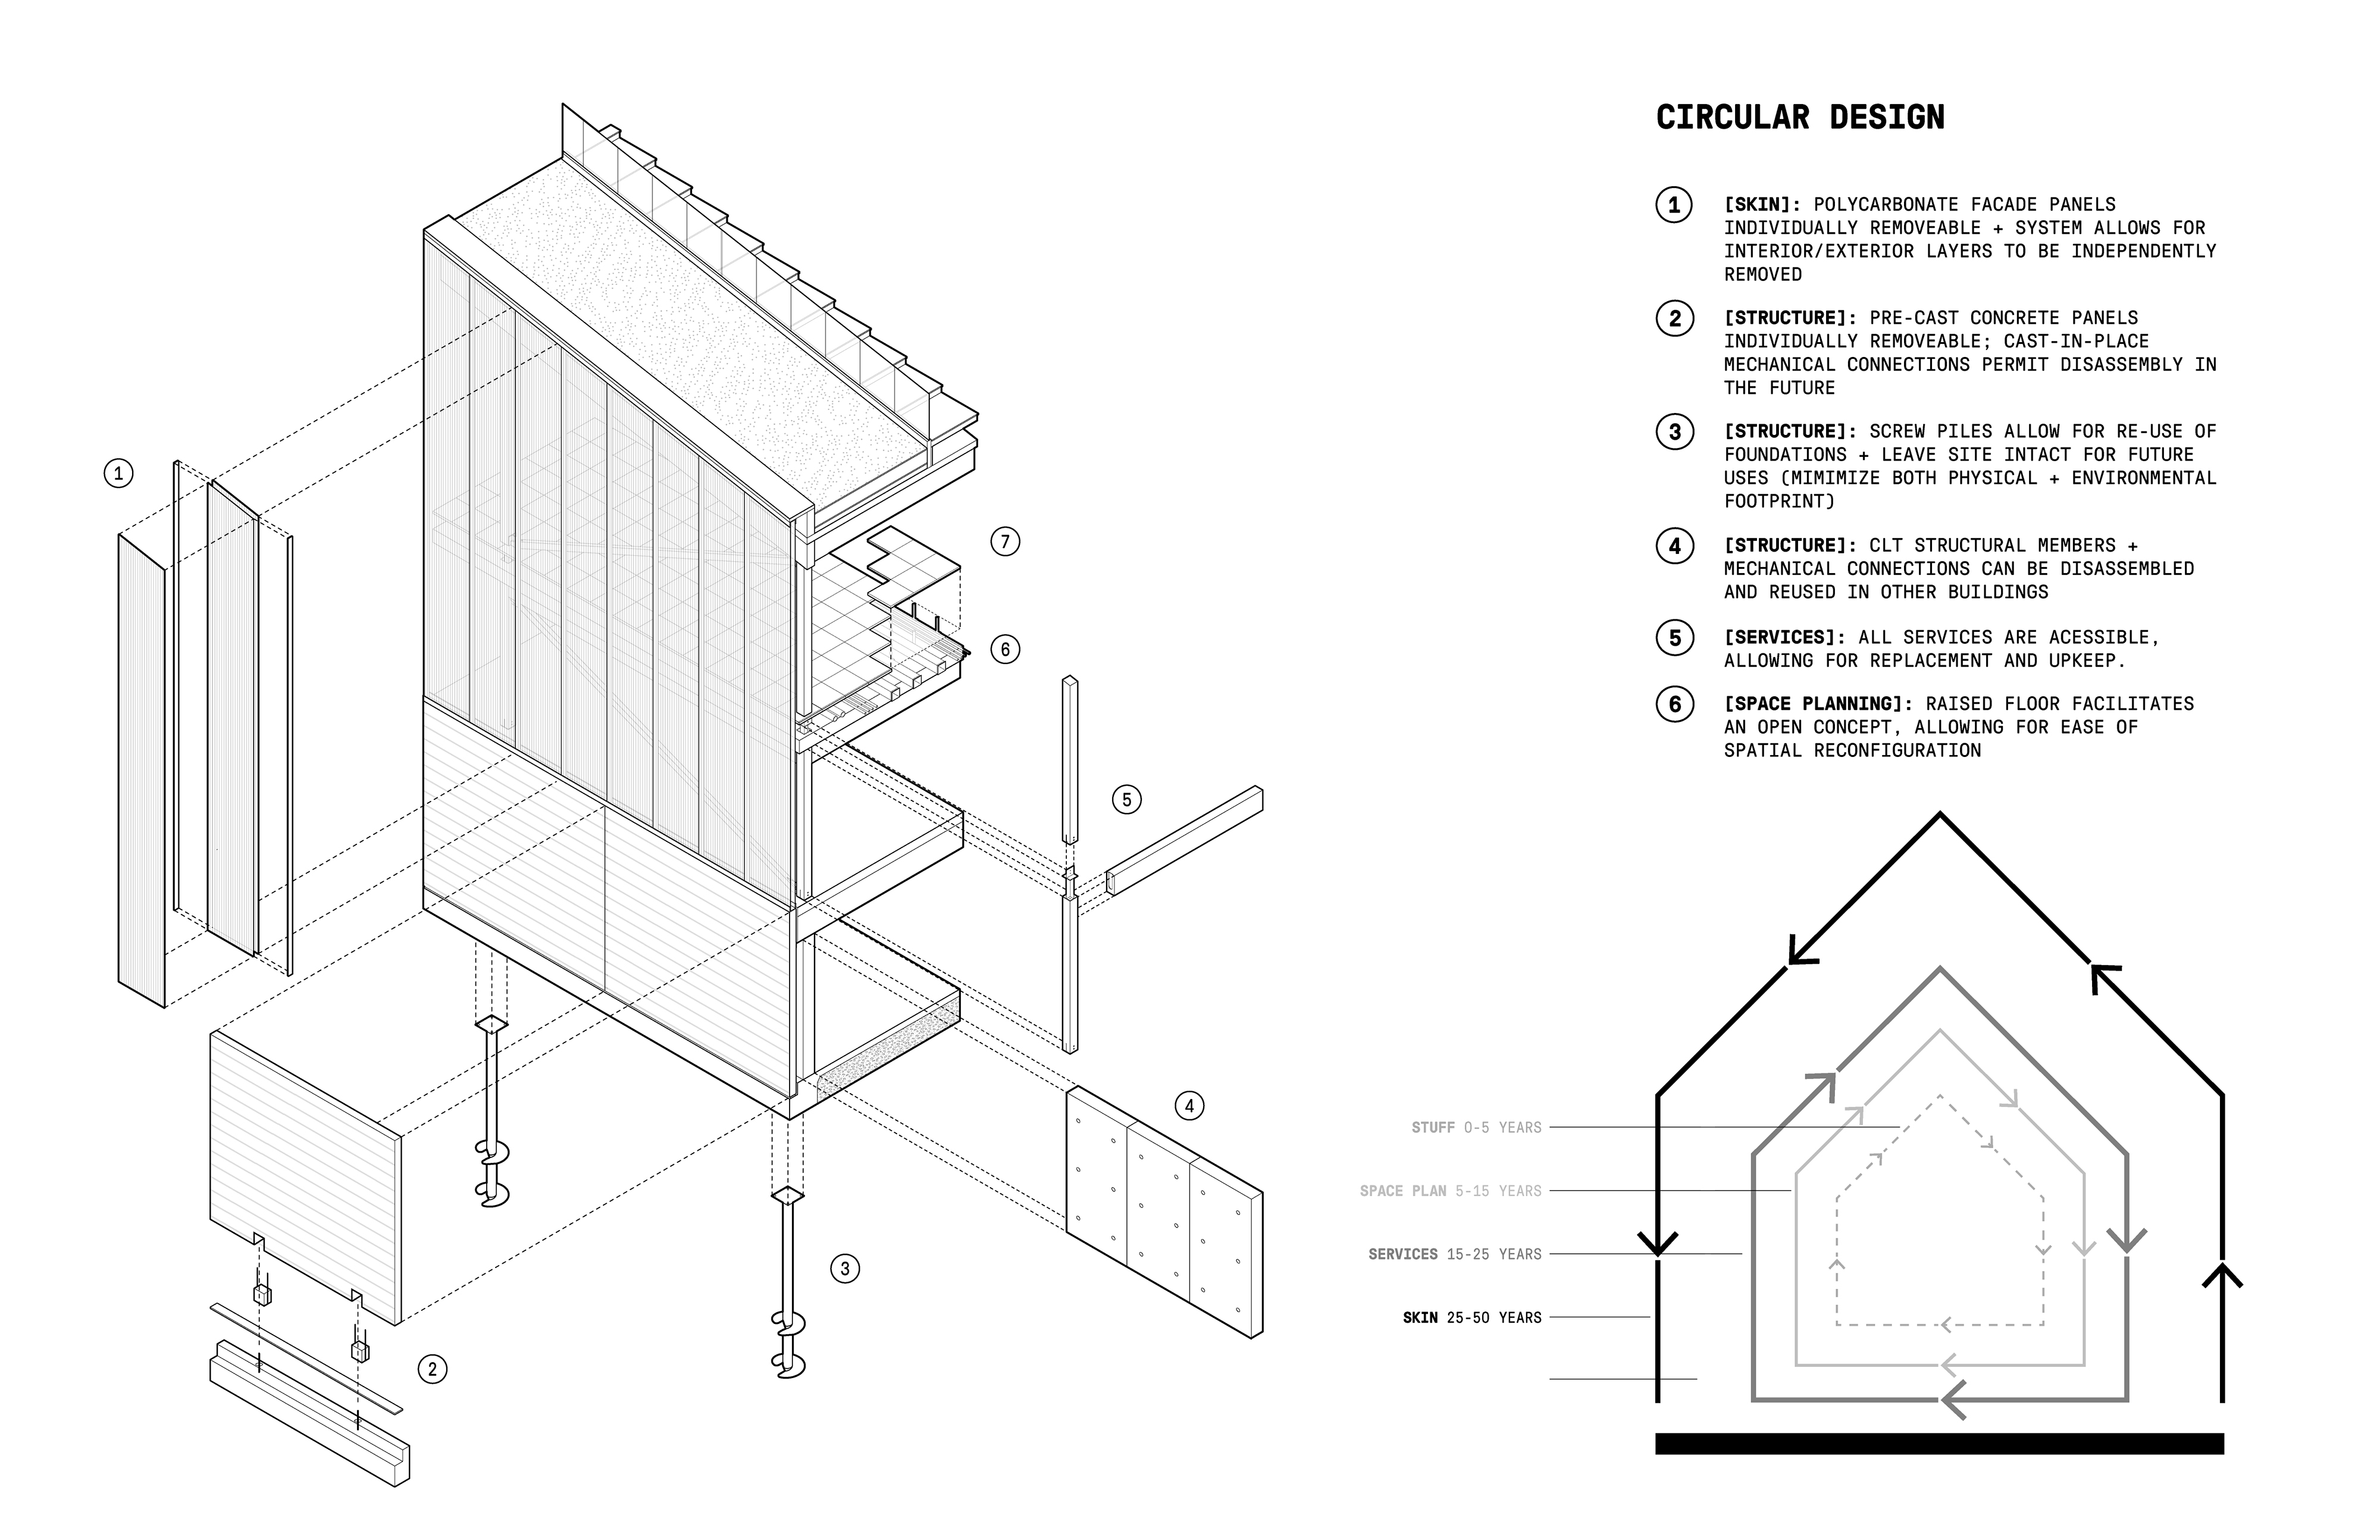 CIRCULAR DESIGN
1
[SKIN]: POLYCARBONATE FACADE PANELS
INDIVIDUALLY REMOVEABLE + SYSTEM ALLOWS FOR
INTERIOR/EXTERIOR LAYERS TO BE INDEPENDENTLY
REMOVED
2
[STRUCTURE]: PRE-CAST CONCRETE PANELS
INDIVIDUALLY REMOVEABLE; CAST-IN-PLACE
MECHANICAL CONNECTIONS PERMIT DISASSEMBLY IN
THE FUTURE
3
[STRUCTURE]: SCREW PILES ALLOW FOR RE-USE OF
FOUNDATIONS + LEAVE SITE INTACT FOR FUTURE
USES (MIMIMIZE BOTH PHYSICAL + ENVIRONMENTAL
FOOTPRINT)
4
[STRUCTURE]: CLT STRUCTURAL MEMBERS +
MECHANICAL CONNECTIONS CAN BE DISASSEMBLED
AND REUSED IN OTHER BUILDINGS
5
[SERVICES]: ALL SERVICES ARE ACESSIBLE,
ALLOWING FOR REPLACEMENT AND UPKEEP.
6
[SPACE PLANNING]: RAISED FLOOR FACILITATES
AN OPEN CONCEPT, ALLOWING FOR EASE OF
SPATIAL RECONFIGURATION
1
7
6
5
4
3
2
STUFF 0-5 YEARS
SPACE PLAN 5-15 YEARS
SERVICES 15-25 YEARS
SKIN 25-50 YEARS